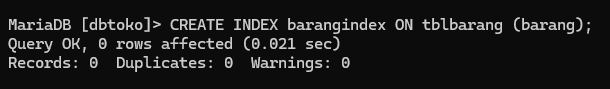 MariaDB [dbtoko]> CREATE INDEX barangindex ON tblbarang (barang);
Query OK, 0 rows affected (0.021 sec)
Records: 0  Duplicates: 0  Warnings: 0